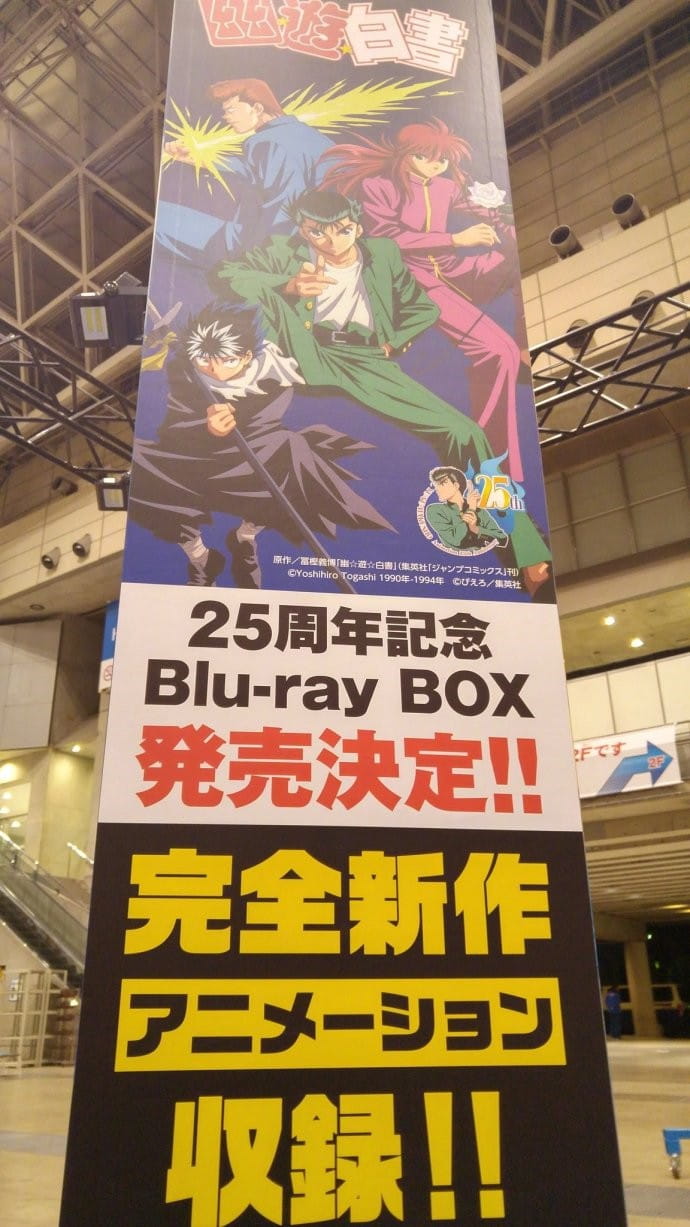 幽☆遊☆白書
25th
原作／冨樫義博「幽☆遊☆白書」(集英社「ジャンプコミックス」刊)
©Yoshihiro Togashi 1990年-1994年 ©ぴえろ／集英社
25周年記念
Blu-ray BOX
発売決定!!
2Fです
2F
完全新作
アニメーション
収録!!